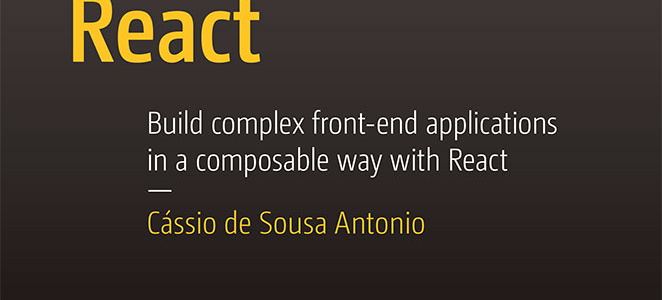 React
Build complex front-end applications
in a composable way with React
—
Cássio de Sousa Antonio